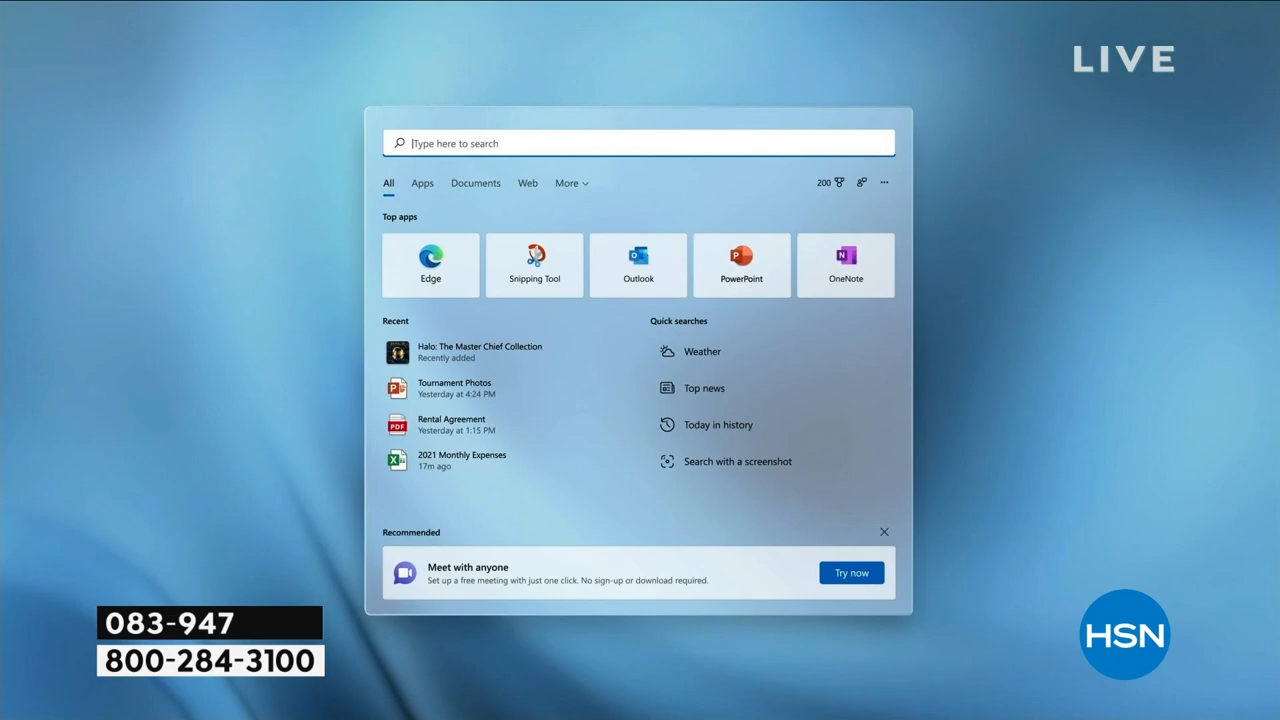 LIVE
Type here to search
All Apps Documents Web More
200
Top apps
Edge Snipping Tool Outlook PowerPoint OneNote
Recent
Halo: The Master Chief Collection
Recently added
Tournament Photos
Yesterday at 4:24 PM
Rental Agreement
Yesterday at 1:15 PM
2021 Monthly Expenses
17m ago
Quick searches
Weather
Top news
Today in history
Search with a screenshot
Recommended
Meet with anyone
Set up a free meeting with just one click. No sign-up or download required.
Try now
083-947
800-284-3100
HSN